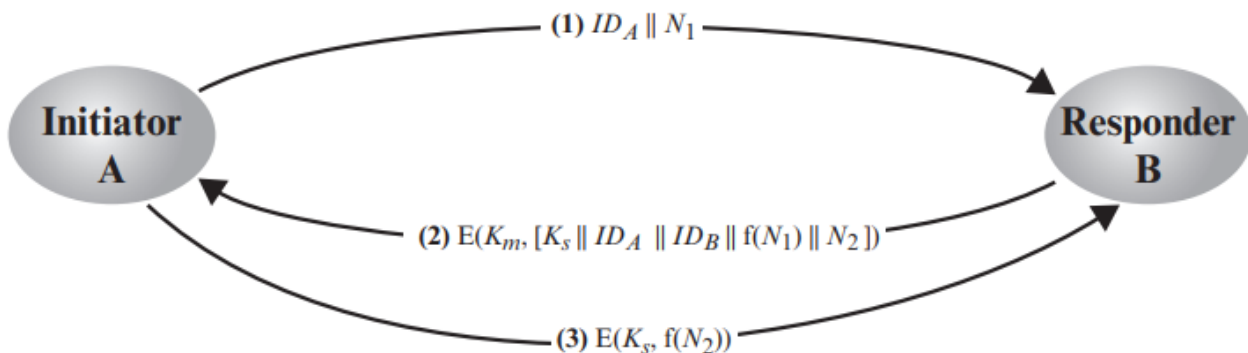 (1) ID_A || N_1
Initiator
A
Responder
B
(2) E(K_m, [K_s || ID_A || ID_B || f(N_1) || N_2])
(3) E(K_s, f(N_2))